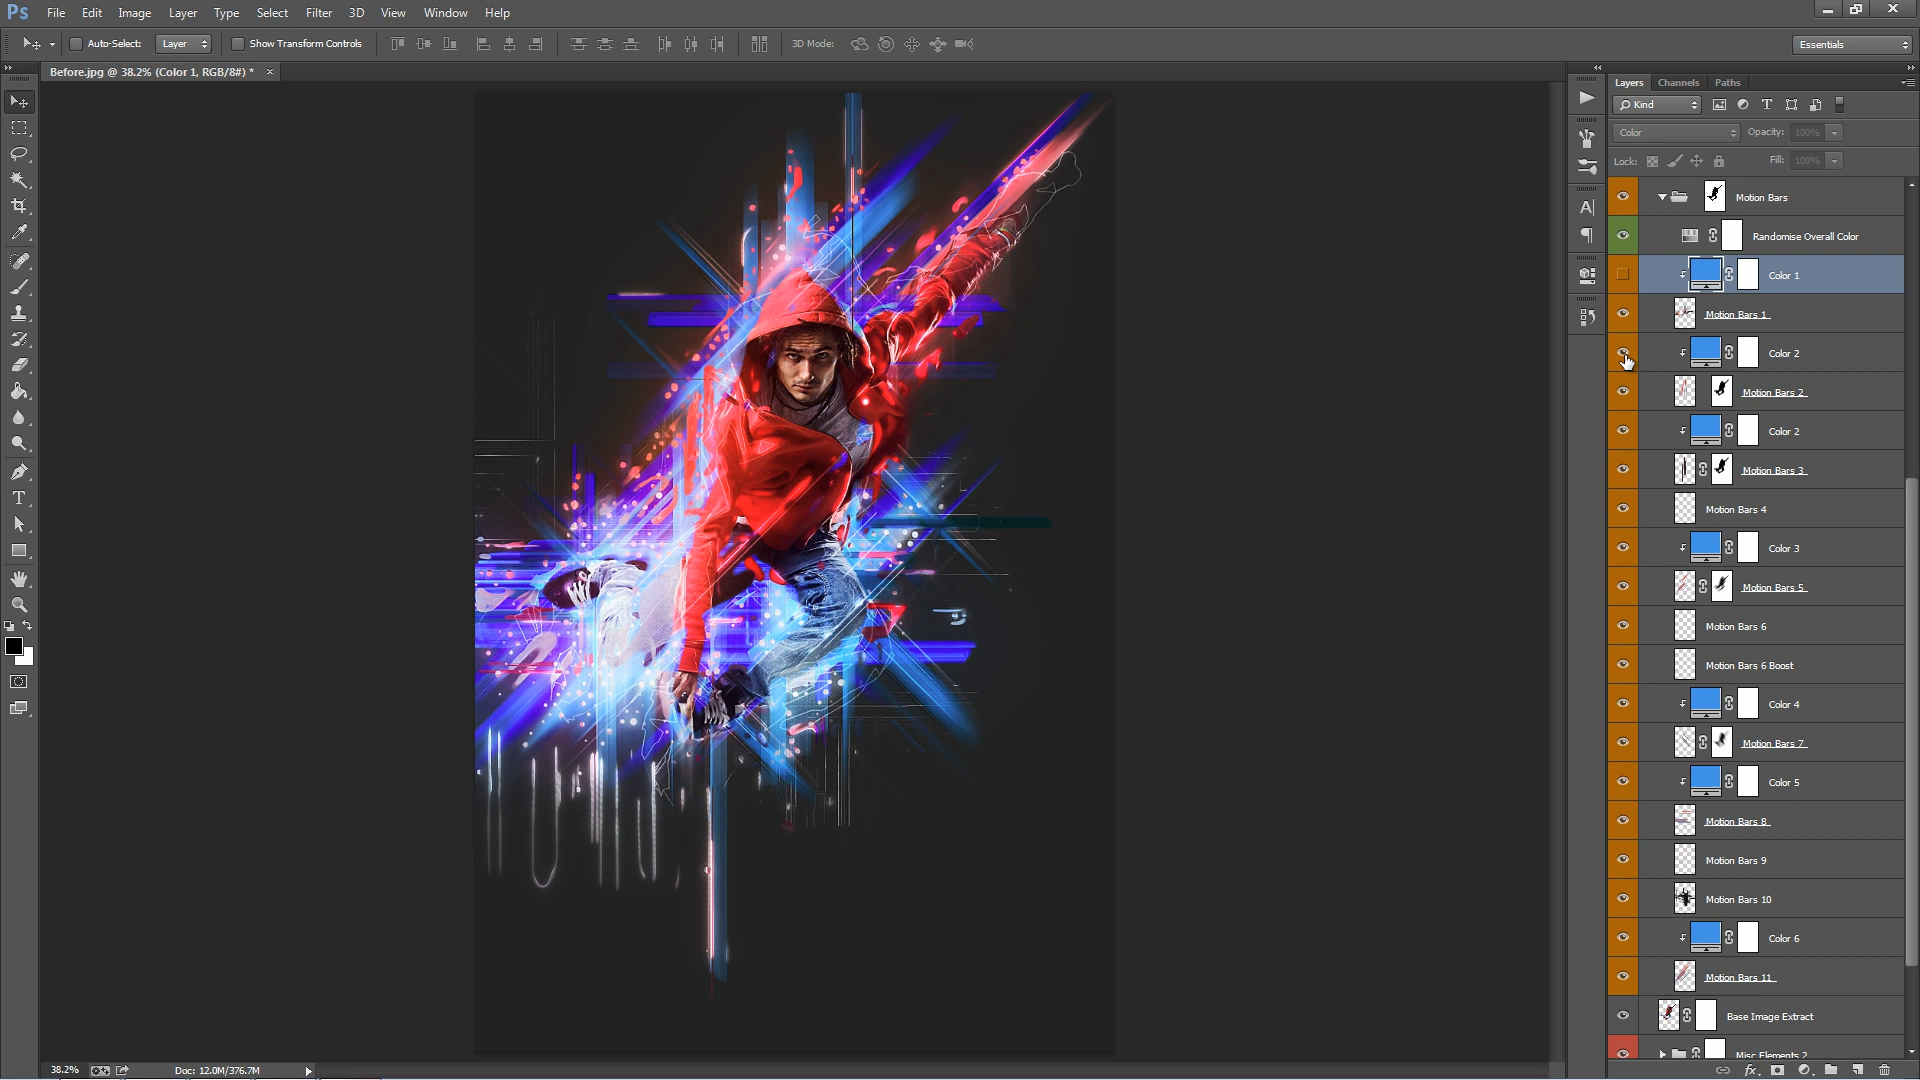 Ps File Edit Image Layer Type Select Filter 3D View Window Help
Auto-Select: Layer Show Transform Controls 3D Mode: Essentials
Before.jpg @ 38.2% (Color 1, RGB/8#) * ×
Layers Channels Paths
Kind
Color Opacity: 100%
Lock: Fill: 100%
Motion Bars
Randomise Overall Color
Color 1
Motion Bars 1
Color 2
Motion Bars 2
Color 2
Motion Bars 3
Motion Bars 4
Color 3
Motion Bars 5
Motion Bars 6
Motion Bars 6 Boost
Color 4
Motion Bars 7
Color 5
Motion Bars 8
Motion Bars 9
Motion Bars 10
Color 6
Motion Bars 11
Base Image Extract
Misc Elements 2
38.2% Doc: 12.0M/376.7M